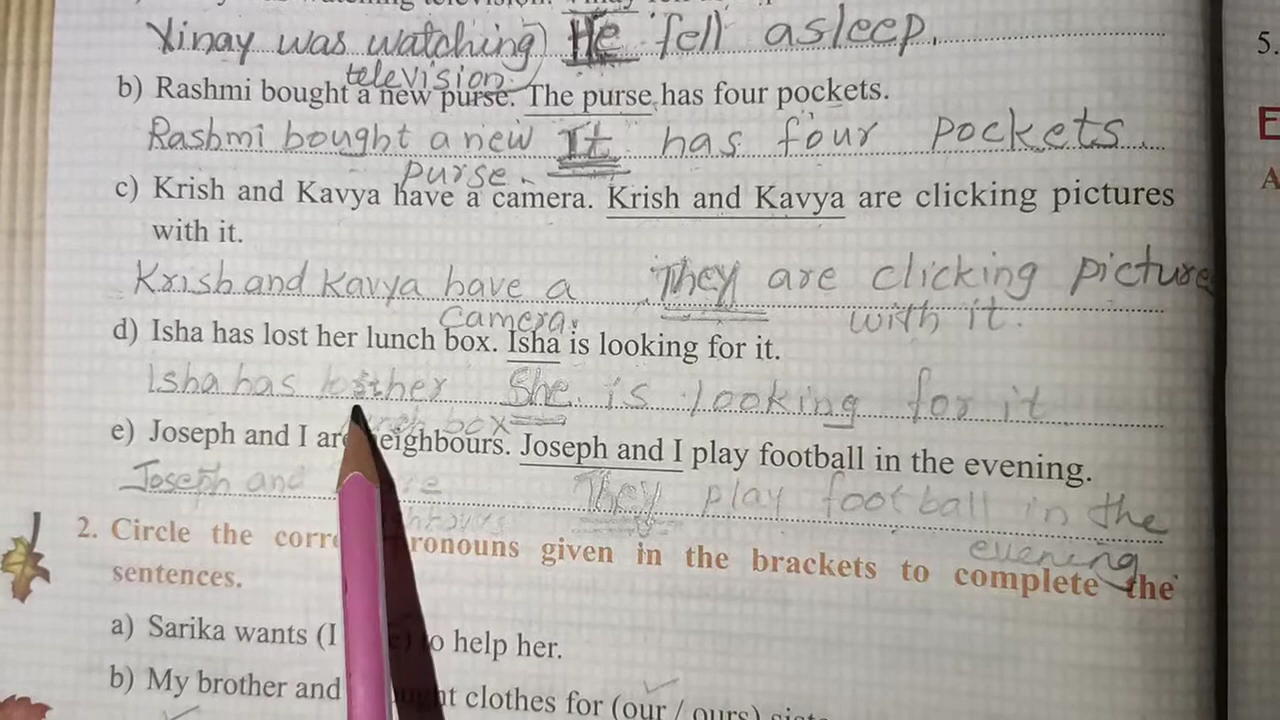 Vinay was watching He fell asleep.
television.
b) Rashmi bought a new purse. The purse has four pockets.
Rashmi bought a new It has four pockets.
purse.
c) Krish and Kavya have a camera. Krish and Kavya are clicking pictures
with it.
Krish and Kavya have a They are clicking picture
camera. with it.
d) Isha has lost her lunch box. Isha is looking for it.
Isha has lost her She is looking for it
box
e) Joseph and I are neighbours. Joseph and I play football in the evening.
Joseph and They play football in the
evening
2. Circle the pronouns given in the brackets to complete the
sentences.
a) Sarika wants (I to help her.
b) My brother and clothes for (our / ours)
5.
E
A